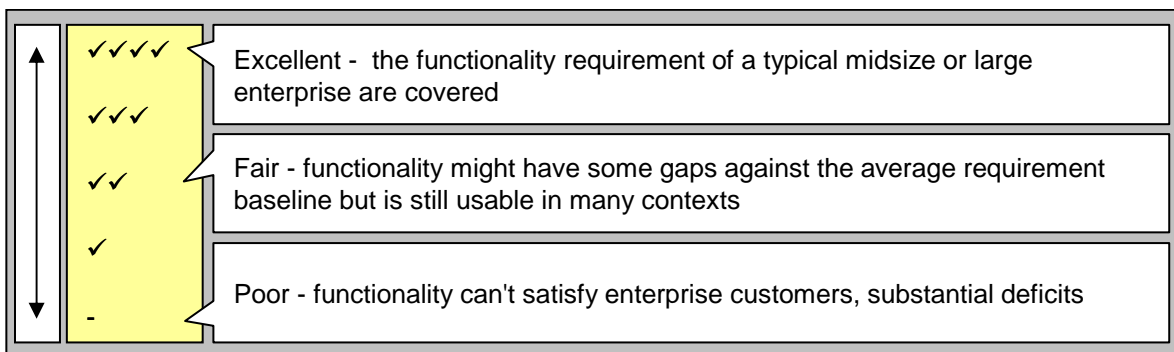 ✓✓✓✓
Excellent -  the functionality requirement of a typical midsize or large
enterprise are covered
✓✓✓
Fair - functionality might have some gaps against the average requirement
baseline but is still usable in many contexts
✓✓
✓
Poor - functionality can't satisfy enterprise customers, substantial deficits
-